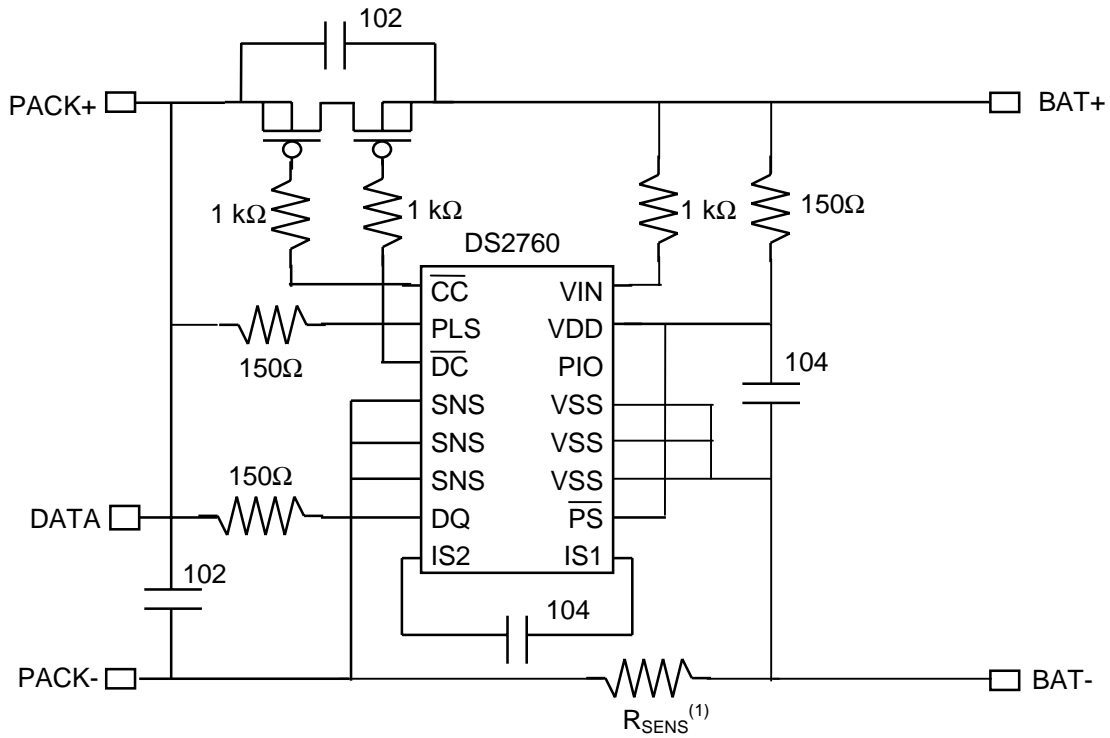 102
PACK+
BAT+
1 kΩ
1 kΩ
1 kΩ
150Ω
DS2760
CC
VIN
PLS
VDD
150Ω
DC
PIO
104
SNS
VSS
SNS
VSS
150Ω
SNS
VSS
DATA
DQ
PS
IS2
IS1
102
104
PACK-
BAT-
RSENS(1)